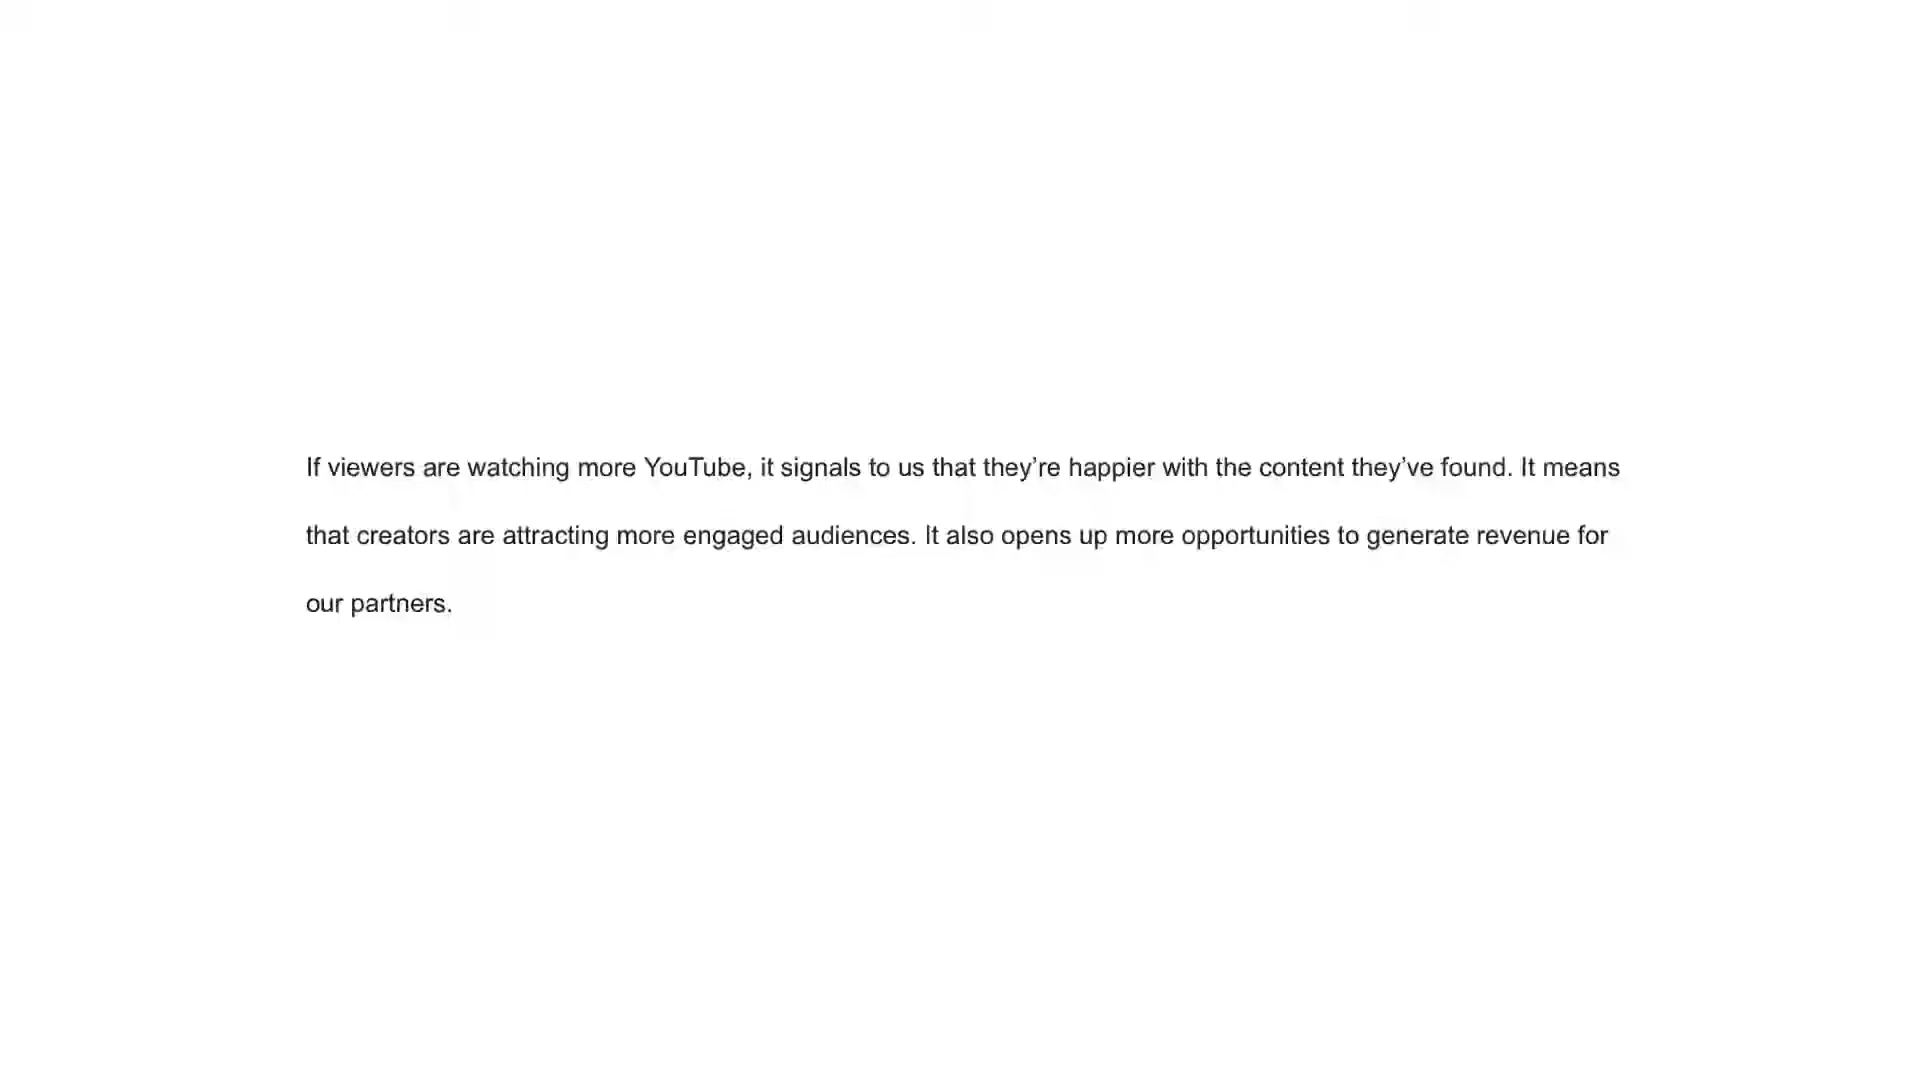 If viewers are watching more YouTube, it signals to us that they’re happier with the content they’ve found. It means
that creators are attracting more engaged audiences. It also opens up more opportunities to generate revenue for
our partners.